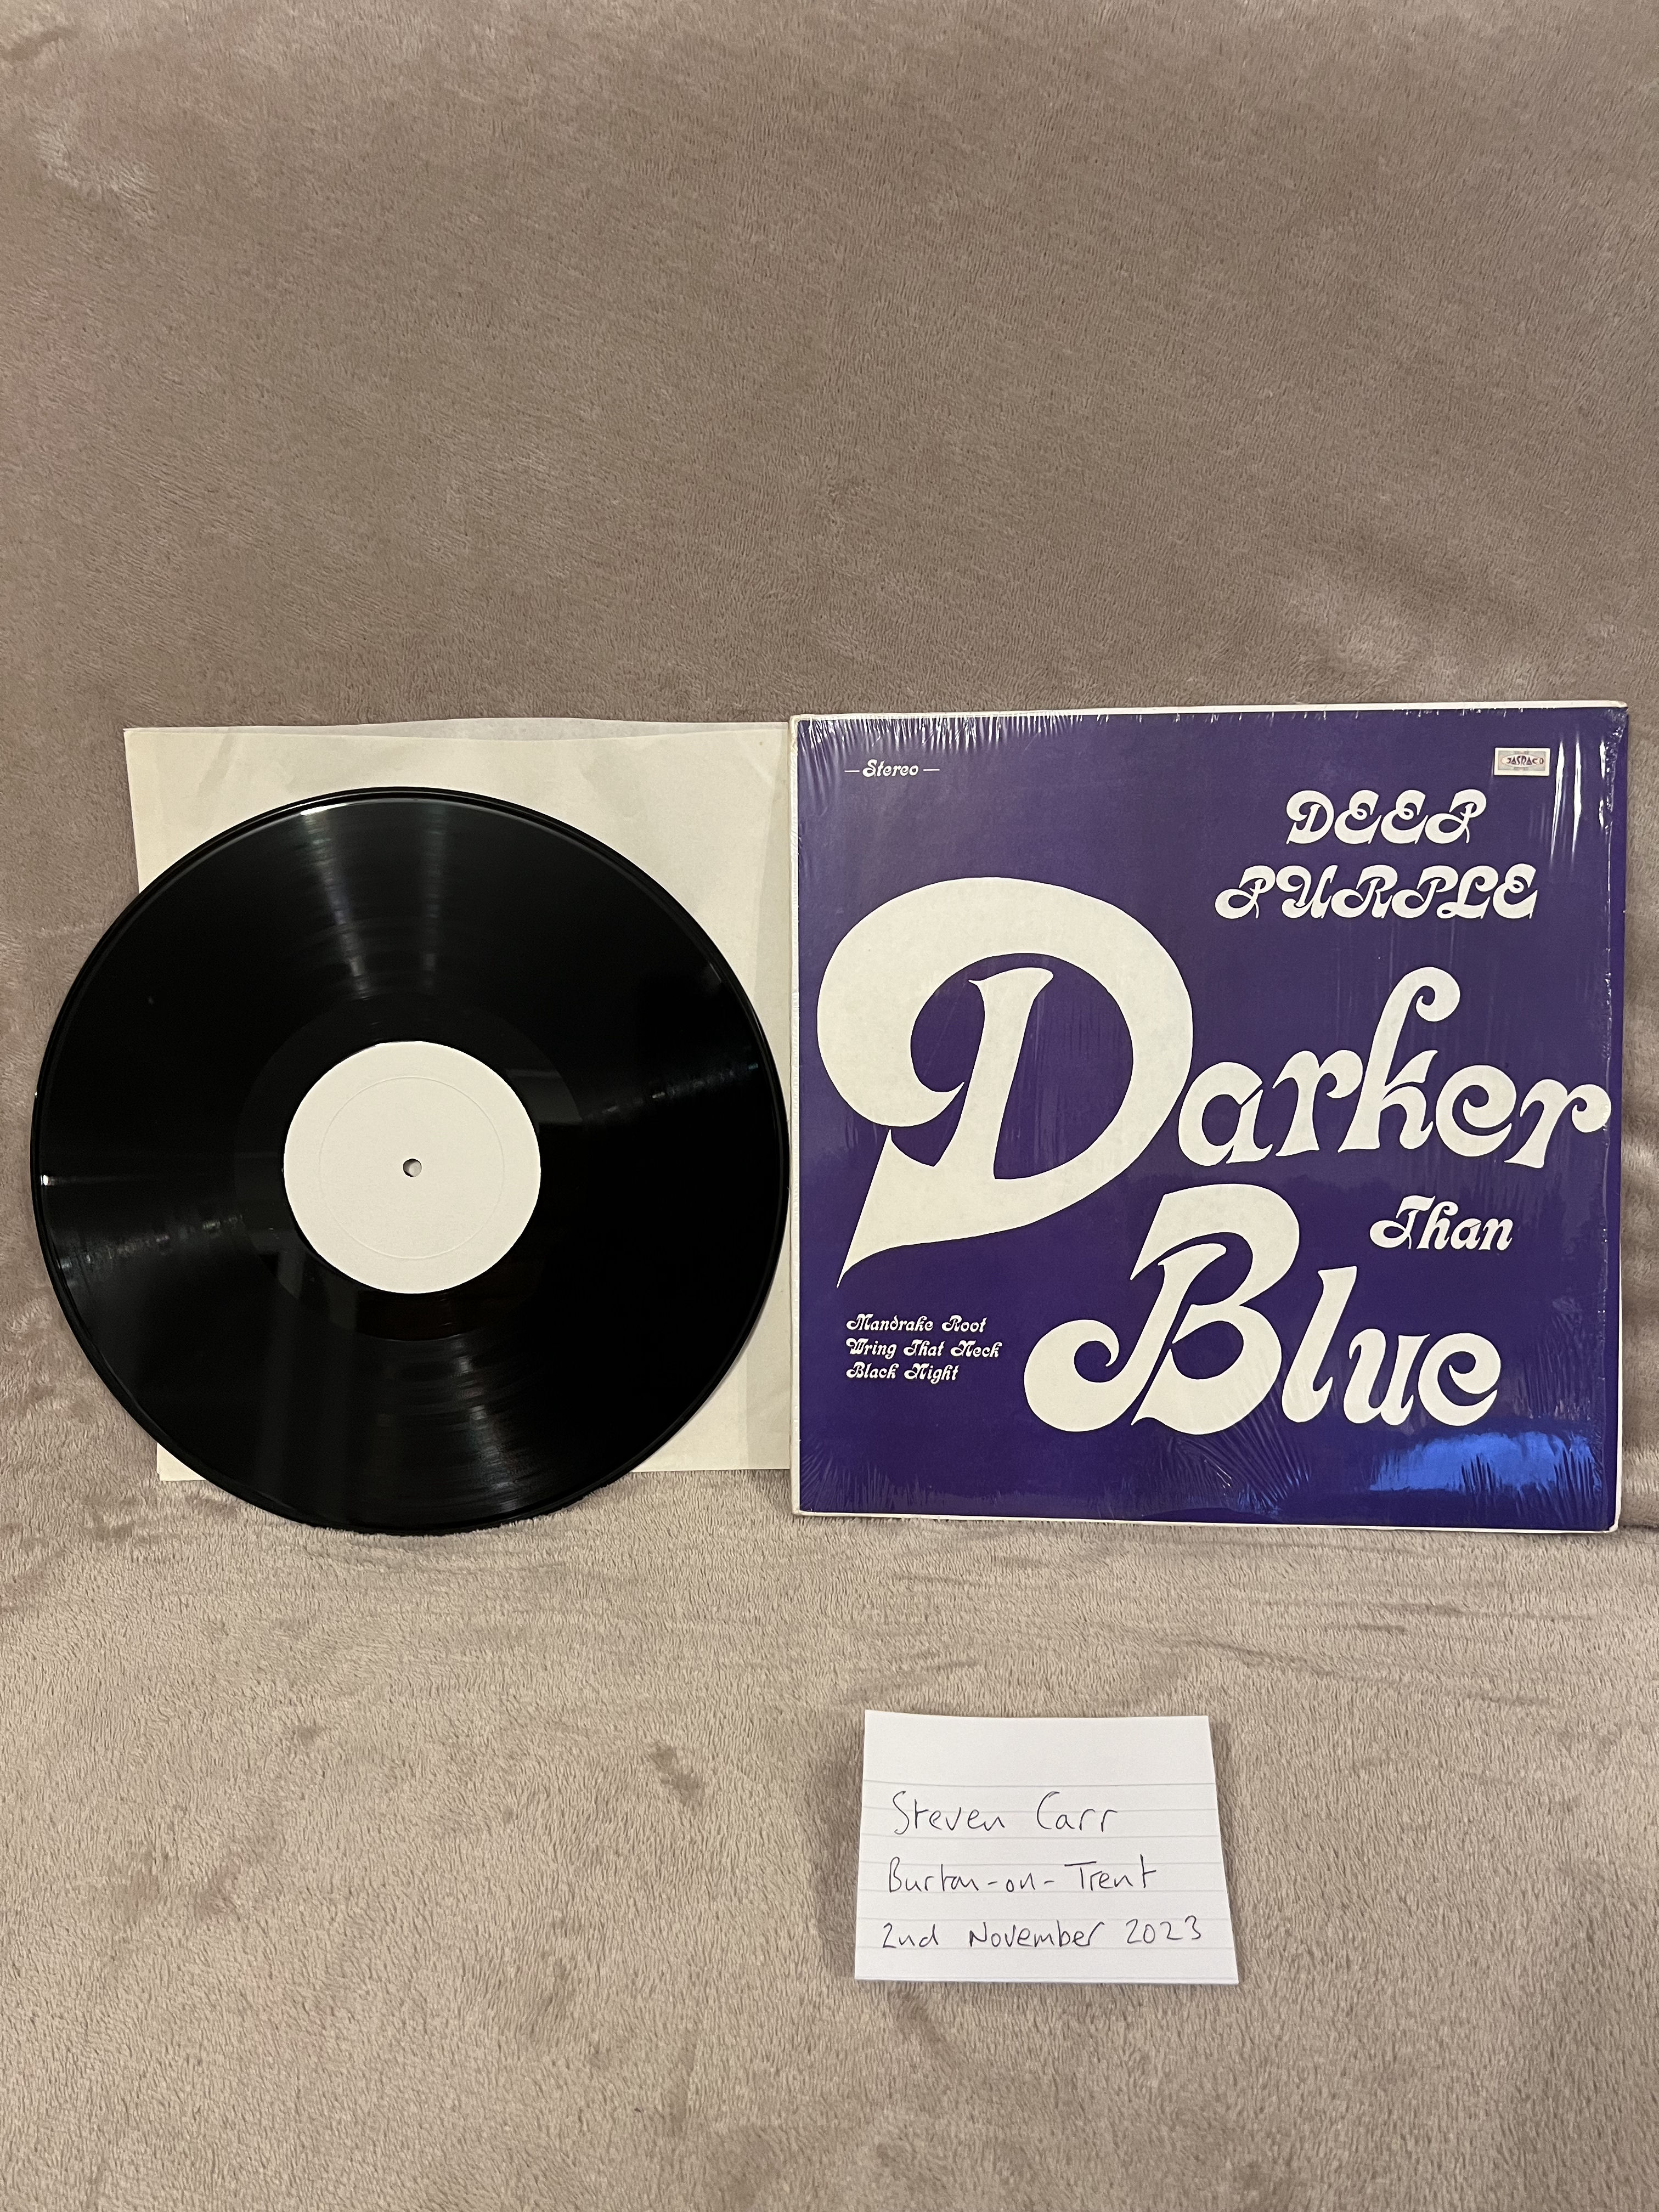 —Stereo—
DEEP
PURPLE
Darker
Than
Blue
Mandrake Root
Wring That Neck
Black Night
Steven Carr
Burton-on-Trent
2nd November 2023